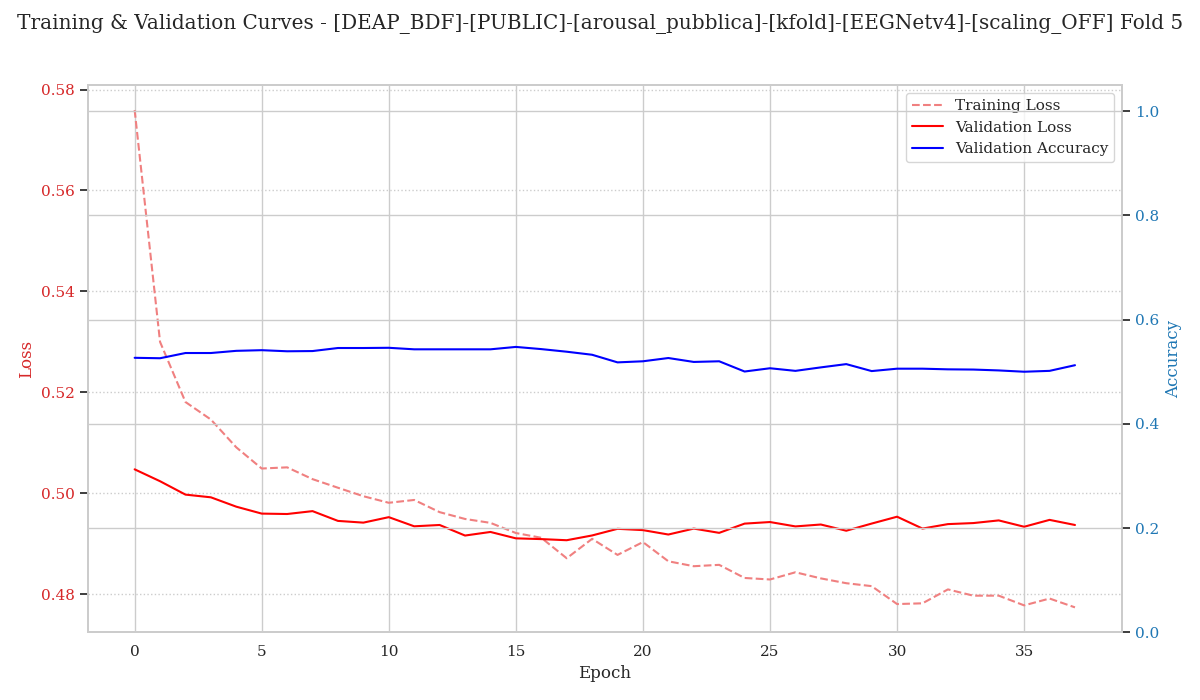 Training & Validation Curves - [DEAP_BDF]-[PUBLIC]-[arousal_pubblica]-[kfold]-[EEGNetv4]-[scaling_OFF] Fold 5
Training Loss
Validation Loss
Validation Accuracy
0.58
0.56
0.54
0.52
0.50
0.48
Loss
1.0
0.8
0.6
0.4
0.2
0.0
Accuracy
0 5 10 15 20 25 30 35
Epoch